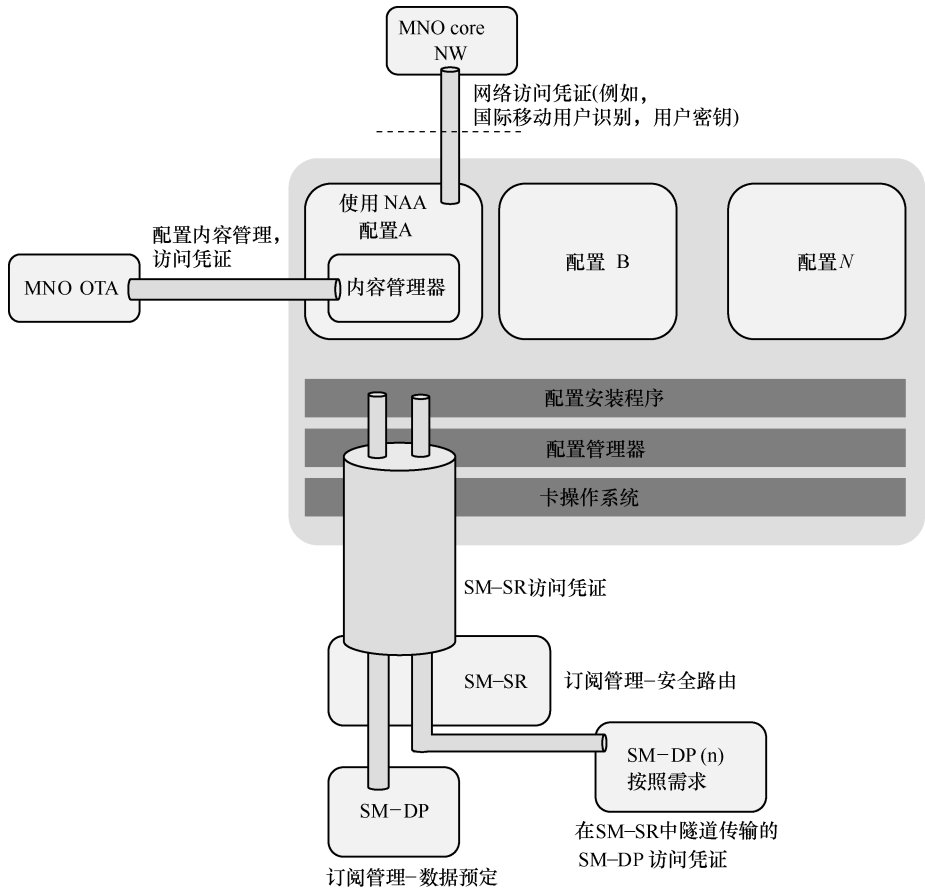 MNO core
NW
网络访问凭证(例如，
国际移动用户识别，用户密钥)
使用 NAA
配置A
配置 B
配置N
配置内容管理，
访问凭证
MNO OTA
内容管理器
配置安装程序
配置管理器
卡操作系统
SM-SR访问凭证
SM-SR
订阅管理-安全路由
SM-DP (n)
按照需求
SM-DP
在SM-SR中隧道传输的
SM-DP 访问凭证
订阅管理-数据预定